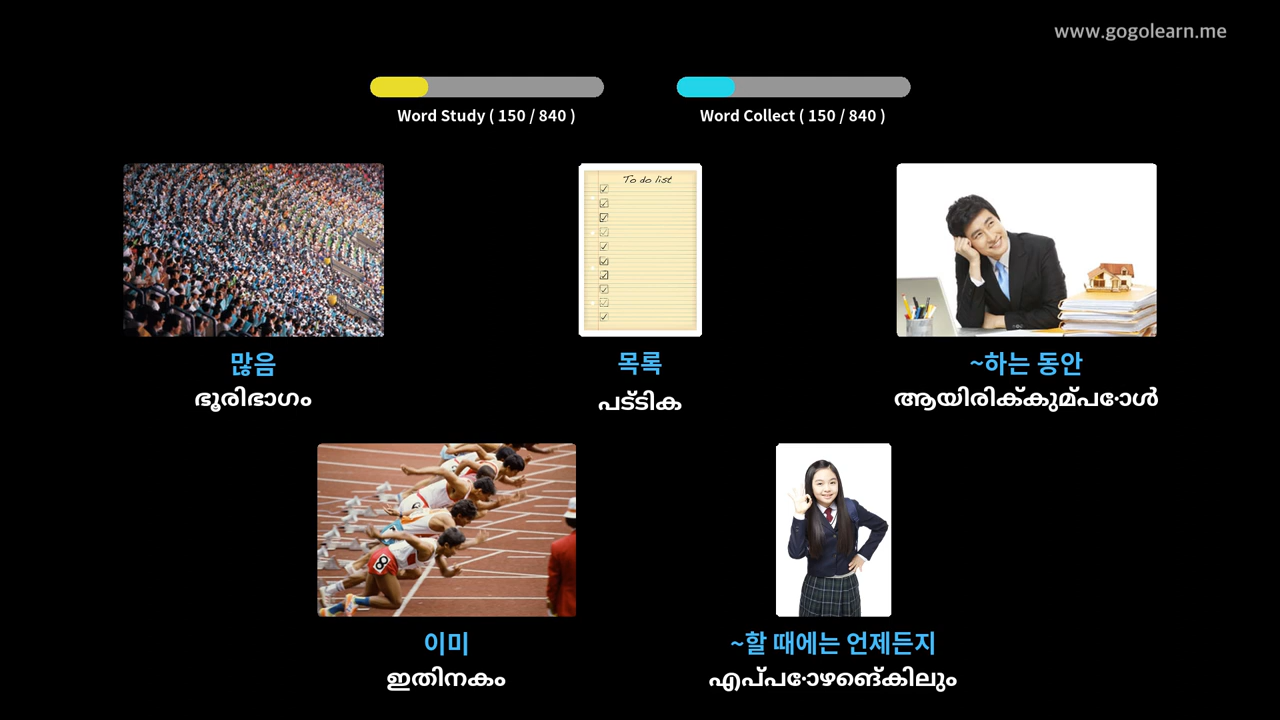 www.gogolearn.me
Word Study ( 150 / 840 )
Word Collect ( 150 / 840 )
To do list
많음
ഭൂരിഭാഗം
목록
പട്ടിക
~하는 동안
ആയിരിക്കുമ്പോൾ
이미
ഇതിനകം
~할 때에는 언제든지
എപ്പോഴെങ്കിലും